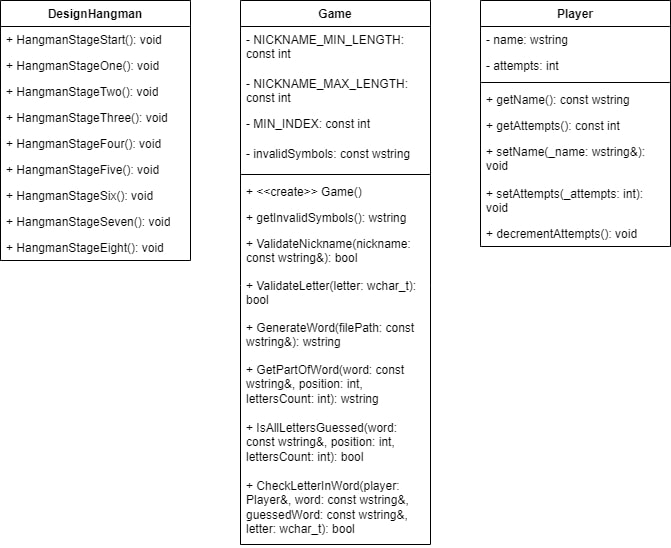 DesignHangman
+ HangmanStageStart(): void
+ HangmanStageOne(): void
+ HangmanStageTwo(): void
+ HangmanStageThree(): void
+ HangmanStageFour(): void
+ HangmanStageFive(): void
+ HangmanStageSix(): void
+ HangmanStageSeven(): void
+ HangmanStageEight(): void
Game
- NICKNAME_MIN_LENGTH:
const int
- NICKNAME_MAX_LENGTH:
const int
- MIN_INDEX: const int
- invalidSymbols: const wstring
+ <<create>> Game()
+ getInvalidSymbols(): wstring
+ ValidateNickname(nickname:
const wstring&): bool
+ ValidateLetter(letter: wchar_t):
bool
+ GenerateWord(filePath: const
wstring&): wstring
+ GetPartOfWord(word: const
wstring&, position: int,
lettersCount: int): wstring
+ IsAllLettersGuessed(word:
const wstring&, position: int,
lettersCount: int): bool
+ CheckLetterInWord(player:
Player&, word: const wstring&,
guessedWord: const wstring&,
letter: wchar_t): bool
Player
- name: wstring
- attempts: int
+ getName(): const wstring
+ getAttempts(): const int
+ setName(_name: wstring&):
void
+ setAttempts(_attempts: int):
void
+ decrementAttempts(): void